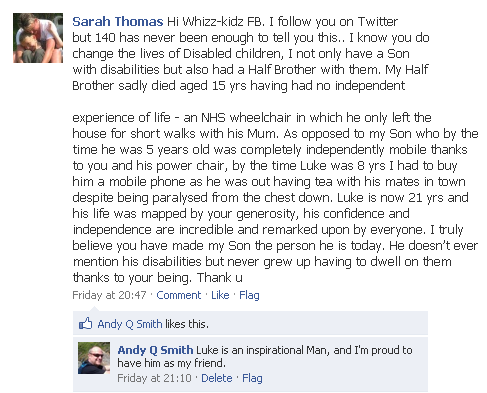 Sarah Thomas Hi Whizz-kidz FB. I follow you on Twitter
but 140 has never been enough to tell you this.. I know you do
change the lives of Disabled children, I not only have a Son
with disabilities but also had a Half Brother with them. My Half
Brother sadly died aged 15 yrs having had no independent
experience of life - an NHS wheelchair in which he only left the
house for short walks with his Mum. As opposed to my Son who by the
time he was 5 years old was completely independently mobile thanks
to you and his power chair, by the time Luke was 8 yrs I had to buy
him a mobile phone as he was out having tea with his mates in town
despite being paralysed from the chest down. Luke is now 21 yrs and
his life was mapped by your generosity, his confidence and
independence are incredible and remarked upon by everyone. I truly
believe you have made my Son the person he is today. He doesn't ever
mention his disabilities but never grew up having to dwell on them
thanks to your being. Thank u
Friday at 20:47 · Comment · Like · Flag
Andy Q Smith likes this.
Andy Q Smith Luke is an inspirational Man, and I'm proud to
have him as my friend.
Friday at 21:10 · Delete · Flag